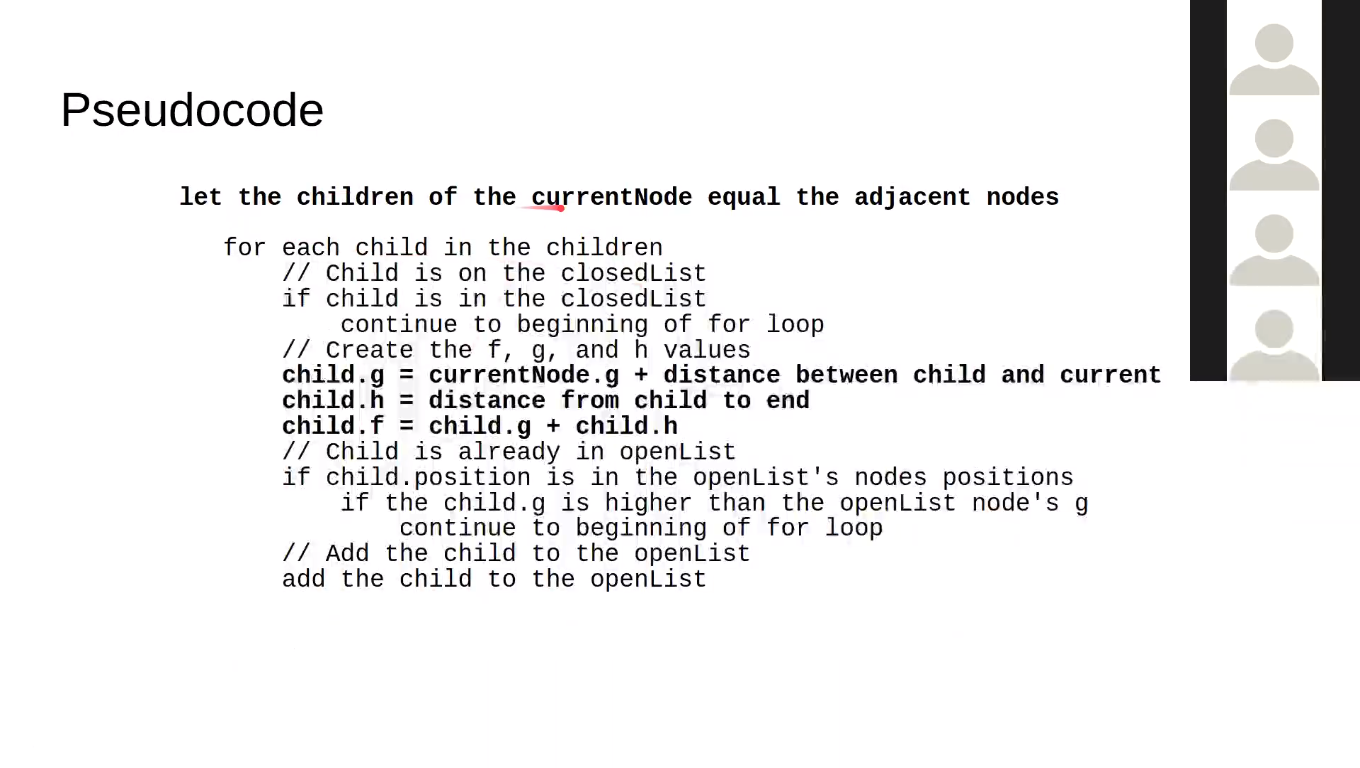 Pseudocode
let the children of the currentNode equal the adjacent nodes
for each child in the children
// Child is on the closedList
if child is in the closedList
continue to beginning of for loop
// Create the f, g, and h values
child.g = currentNode.g + distance between child and current
child.h = distance from child to end
child.f = child.g + child.h
// Child is already in openList
if child.position is in the openList's nodes positions
if the child.g is higher than the openList node's g
continue to beginning of for loop
// Add the child to the openList
add the child to the openList